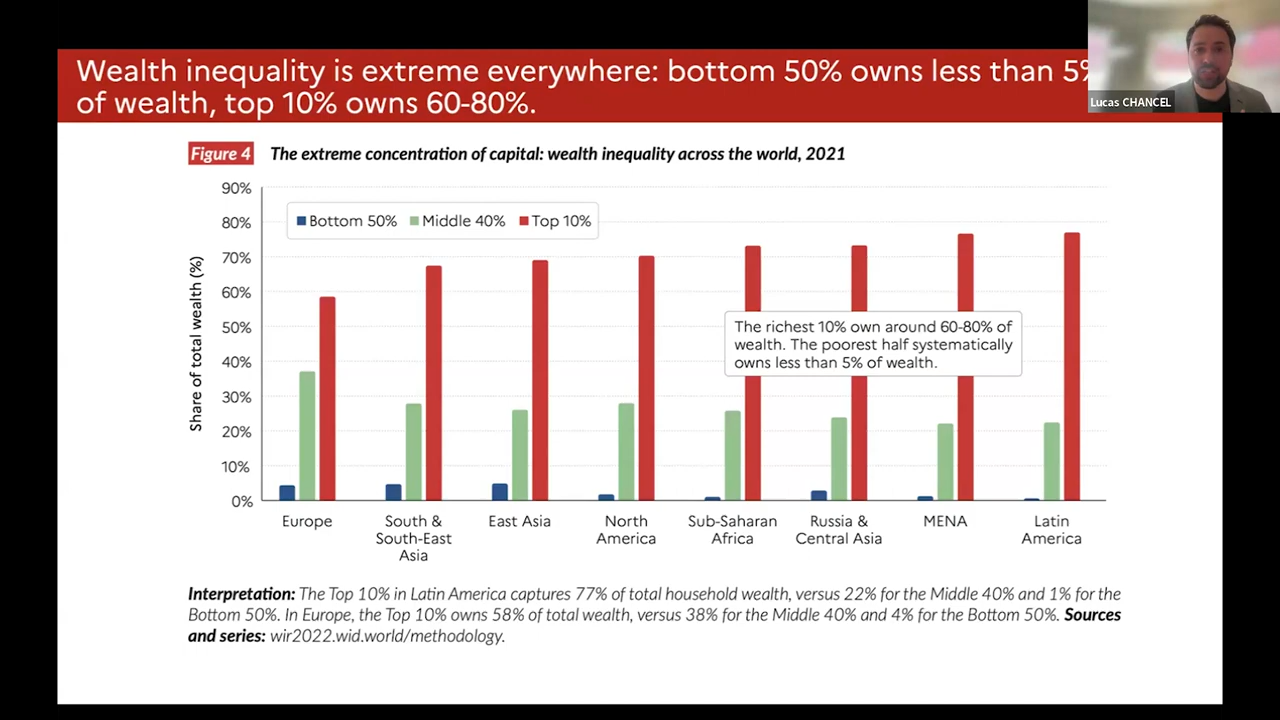 Wealth inequality is extreme everywhere: bottom 50% owns less than 5%
of wealth, top 10% owns 60-80%.
Lucas CHANCEL
Figure 4 The extreme concentration of capital: wealth inequality across the world, 2021
90%
80%
70%
60%
50%
40%
30%
20%
10%
0%
Share of total wealth (%)
Bottom 50% Middle 40% Top 10%
The richest 10% own around 60-80% of
wealth. The poorest half systematically
owns less than 5% of wealth.
Europe
South &
South-East
Asia
East Asia
North
America
Sub-Saharan
Africa
Russia &
Central Asia
MENA
Latin
America
Interpretation: The Top 10% in Latin America captures 77% of total household wealth, versus 22% for the Middle 40% and 1% for the
Bottom 50%. In Europe, the Top 10% owns 58% of total wealth, versus 38% for the Middle 40% and 4% for the Bottom 50%. Sources
and series: wir2022.wid.world/methodology.